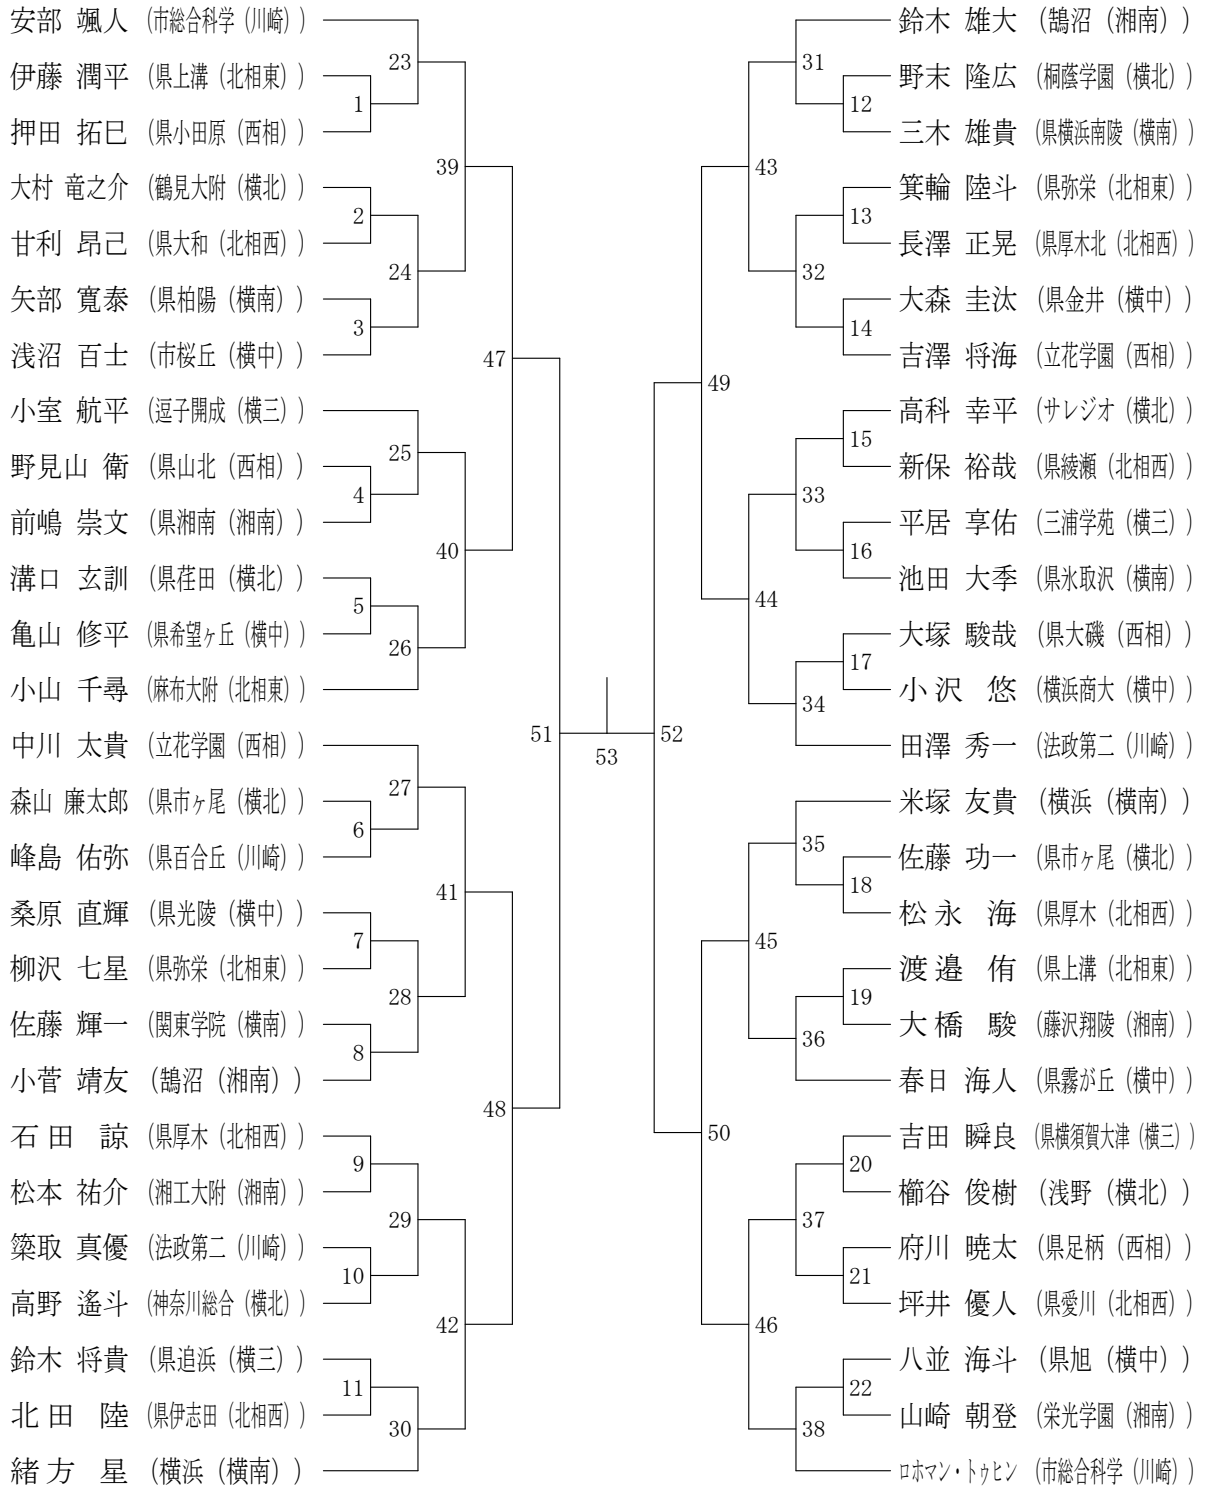 安部 颯人 (市総合科学 (川崎) )
伊藤 潤平 (県上溝 (北相東) )
押田 拓巳 (県小田原 (西相) )
大村 竜之介 (鶴見大附 (横北) )
甘利 昂己 (県大和 (北相西) )
矢部 寛泰 (県柏陽 (横南) )
浅沼 百士 (市桜丘 (横中) )
小室 航平 (逗子開成 (横三) )
野見山 衛 (県山北 (西相) )
前嶋 崇文 (県湘南 (湘南) )
溝口 玄訓 (県荏田 (横北) )
亀山 修平 (県希望ヶ丘 (横中) )
小山 千尋 (麻布大附 (北相東) )
中川 太貴 (立花学園 (西相) )
森山 廉太郎 (県市ヶ尾 (横北) )
峰島 佑弥 (県百合丘 (川崎) )
桑原 直輝 (県光陵 (横中) )
柳沢 七星 (県弥栄 (北相東) )
佐藤 輝一 (関東学院 (横南) )
小菅 靖友 (鵠沼 (湘南) )
石田 諒 (県厚木 (北相西) )
松本 祐介 (湘工大附 (湘南) )
簗取 真優 (法政第二 (川崎) )
高野 遙斗 (神奈川総合 (横北) )
鈴木 将貴 (県追浜 (横三) )
北田 陸 (県伊志田 (北相西) )
緒方 星 (横浜 (横南) )
1
2
3
4
5
6
7
8
9
10
11
23
24
25
26
27
28
29
30
39
40
41
42
47
48
51
53
52
49
50
43
44
45
46
31
32
33
34
35
36
37
38
12
13
14
15
16
17
18
19
20
21
22
鈴木 雄大 (鵠沼 (湘南) )
野末 隆広 (桐蔭学園 (横北) )
三木 雄貴 (県横浜南陵 (横南) )
箕輪 陸斗 (県弥栄 (北相東) )
長澤 正晃 (県厚木北 (北相西) )
大森 圭汰 (県金井 (横中) )
吉澤 将海 (立花学園 (西相) )
高科 幸平 (サレジオ (横北) )
新保 裕哉 (県綾瀬 (北相西) )
平居 享佑 (三浦学苑 (横三) )
池田 大季 (県氷取沢 (横南) )
大塚 駿哉 (県大磯 (西相) )
小沢 悠 (横浜商大 (横中) )
田澤 秀一 (法政第二 (川崎) )
米塚 友貴 (横浜 (横南) )
佐藤 功一 (県市ヶ尾 (横北) )
松永 海 (県厚木 (北相西) )
渡邉 侑 (県上溝 (北相東) )
大橋 駿 (藤沢翔陵 (湘南) )
春日 海人 (県霧が丘 (横中) )
吉田 瞬良 (県横須賀大津 (横三) )
櫛谷 俊樹 (浅野 (横北) )
府川 暁太 (県足柄 (西相) )
坪井 優人 (県愛川 (北相西) )
八並 海斗 (県旭 (横中) )
山崎 朝登 (栄光学園 (湘南) )
ロホマン・トゥヒン (市総合科学 (川崎) )